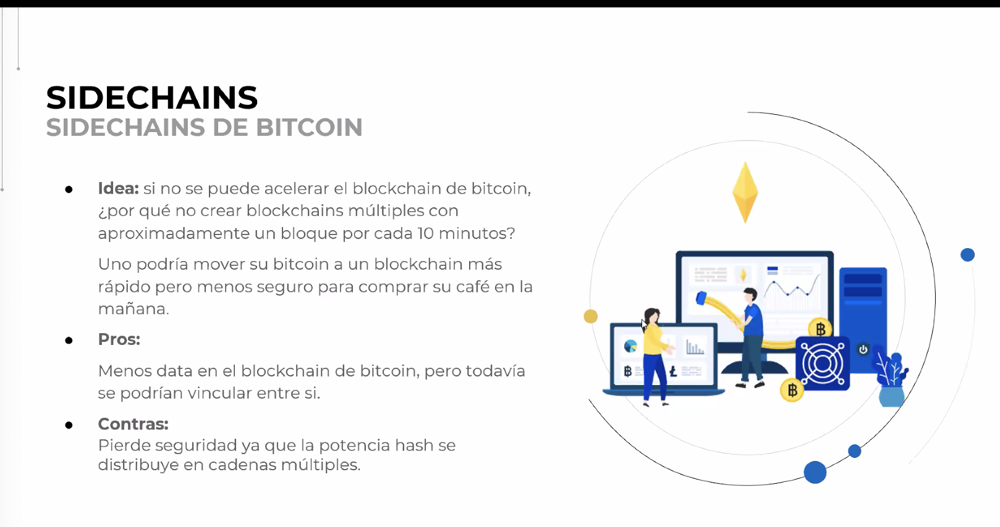 SIDECHAINS
SIDECHAINS DE BITCOIN
● Idea: si no se puede acelerar el blockchain de bitcoin,
¿por qué no crear blockchains múltiples con
aproximadamente un bloque por cada 10 minutos?
Uno podría mover su bitcoin a un blockchain más
rápido pero menos seguro para comprar su café en la
mañana.
● Pros:
Menos data en el blockchain de bitcoin, pero todavía
se podrían vincular entre si.
● Contras:
Pierde seguridad ya que la potencia hash se
distribuye en cadenas múltiples.